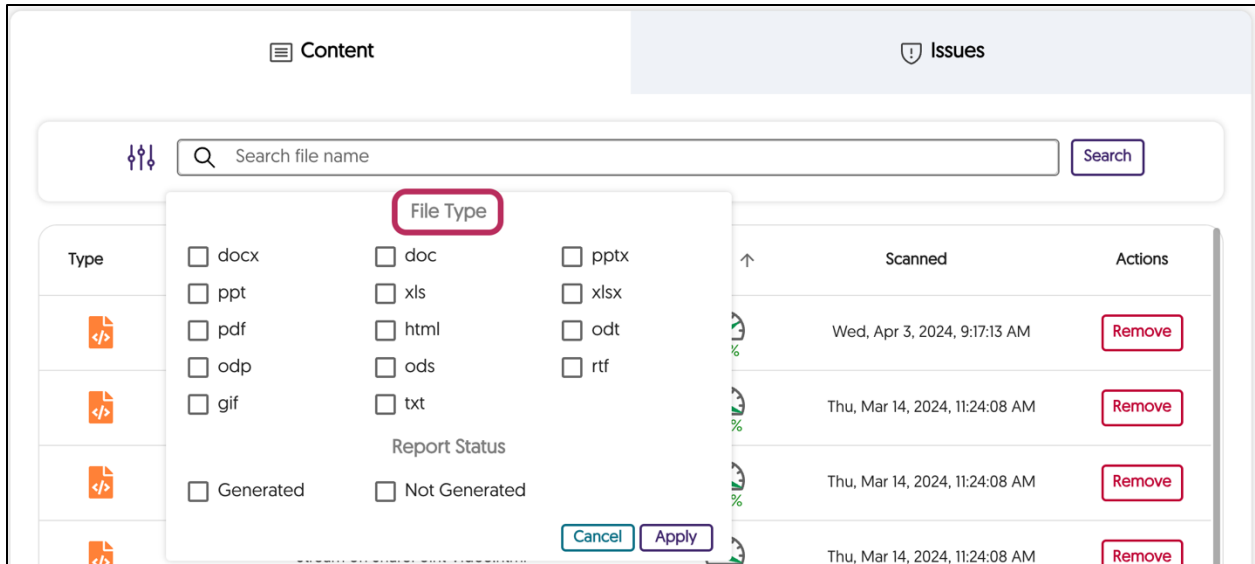 Content
Issues
Search file name
Search
File Type
docx doc pptx
ppt xls xlsx
pdf html odt
odp ods rtf
gif txt
Report Status
Generated Not Generated
Cancel Apply
Type Scanned Actions
% Wed, Apr 3, 2024, 9:17:13 AM Remove
% Thu, Mar 14, 2024, 11:24:08 AM Remove
% Thu, Mar 14, 2024, 11:24:08 AM Remove
Thu, Mar 14, 2024, 11:24:08 AM Remove